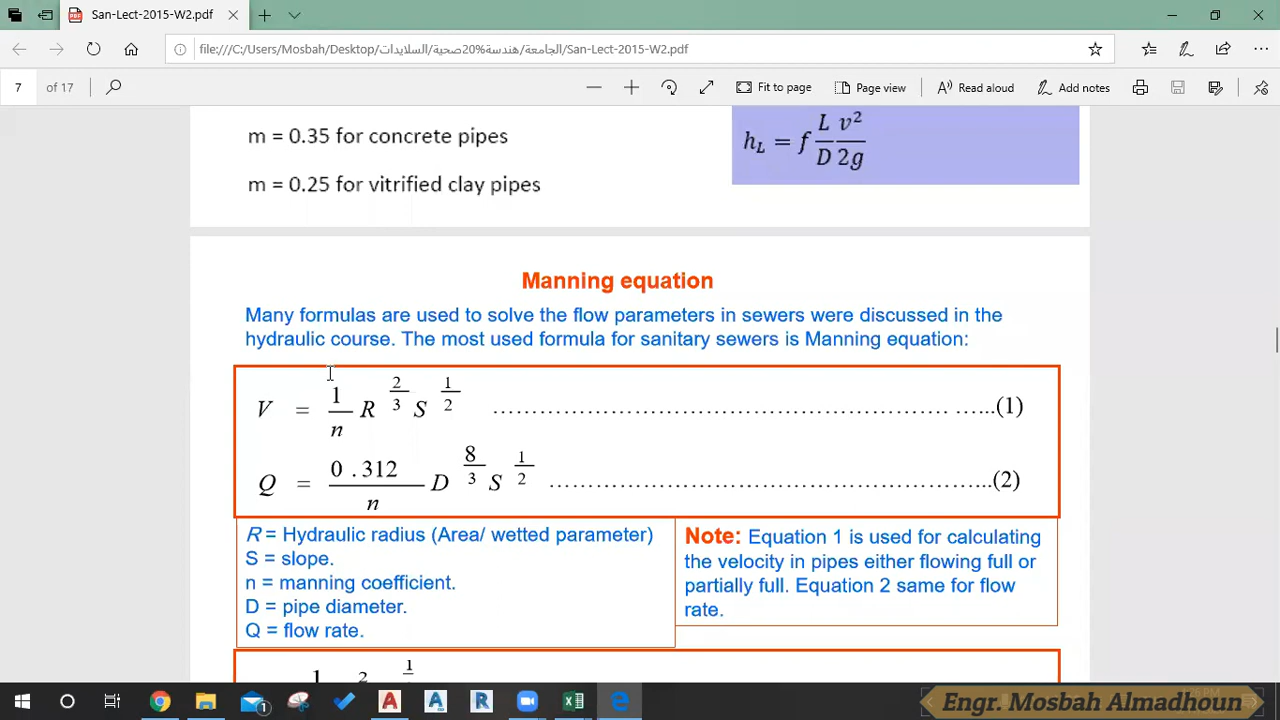 San-Lect-2015-W2.pdf
file:///C:/Users/Mosbah/Desktop/الجامعة/هندسة%20صحية/السلايدات/San-Lect-2015-W2.pdf
7 of 17
Fit to page
Page view
Read aloud
Add notes
m = 0.35 for concrete pipes
m = 0.25 for vitrified clay pipes
h_L = f L/D v²/2g
Manning equation
Many formulas are used to solve the flow parameters in sewers were discussed in the
hydraulic course. The most used formula for sanitary sewers is Manning equation:
V = 1/n R^2/3 S^1/2 ……………………………………………………………(1)
Q = 0.312/n D^8/3 S^1/2 ……………………………………………………………(2)
R = Hydraulic radius (Area/ wetted parameter)
S = slope.
n = manning coefficient.
D = pipe diameter.
Q = flow rate.
Note: Equation 1 is used for calculating
the velocity in pipes either flowing full or
partially full. Equation 2 same for flow
rate.
Engr. Mosbah Almadhoun